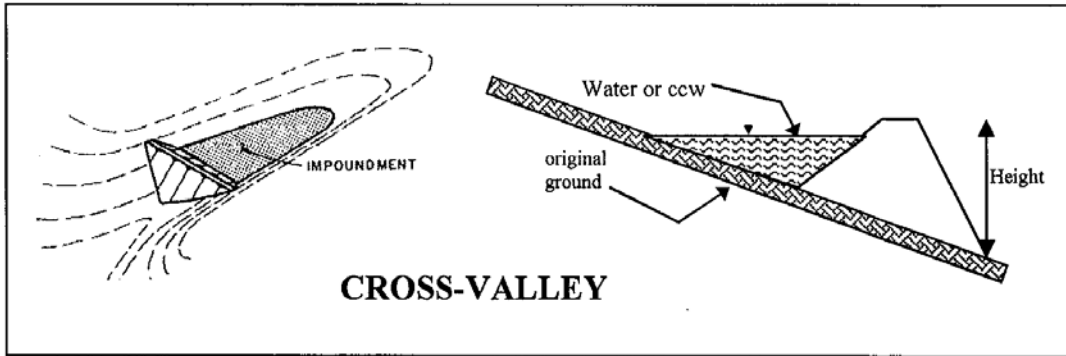 IMPOUNDMENT
Water or ccw
original
ground
Height
CROSS-VALLEY